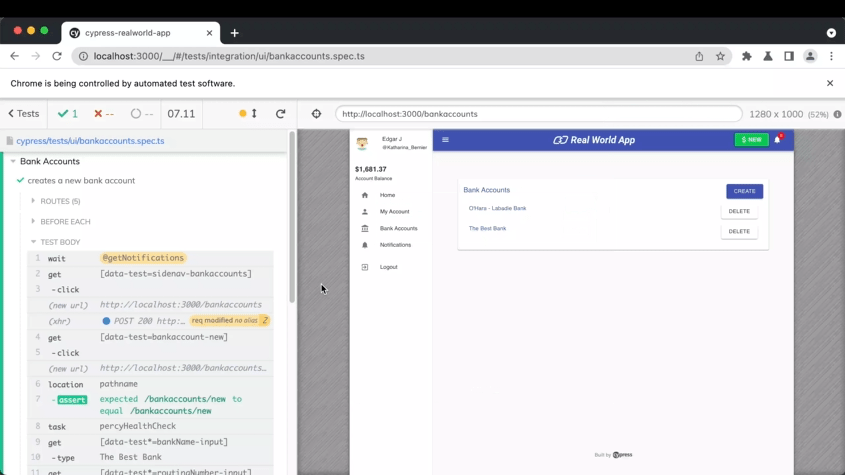 cypress-realworld-app
localhost:3000/__/#/tests/integration/ui/bankaccounts.spec.ts
Chrome is being controlled by automated test software.
Tests
1
--
--
07.11
http://localhost:3000/bankaccounts
1280 x 1000 (52%)
cypress/tests/ui/bankaccounts.spec.ts
Bank Accounts
creates a new bank account
ROUTES (5)
BEFORE EACH
TEST BODY
1 wait @getNotifications
2 get [data-test=sidenav-bankaccounts]
3 -click
(new url) http://localhost:3000/bankaccounts
(xhr) POST 200 http:… req modified no alias 2
4 get [data-test=bankaccount-new]
5 -click
(new url) http://localhost:3000/bankaccounts…
6 location pathname
7 -assert expected /bankaccounts/new to
equal /bankaccounts/new
8 task percyHealthCheck
9 get [data-test*=bankName-input]
10 -type The Best Bank
11 get [data-test*=routingNumber-input]
Edgar J
@Katharina_Bernier
$1,681.37
Account Balance
Home
My Account
Bank Accounts
Notifications
Logout
Real World App
$ NEW
Bank Accounts
CREATE
O'Hara - Labadie Bank
DELETE
The Best Bank
DELETE
Built by cypress